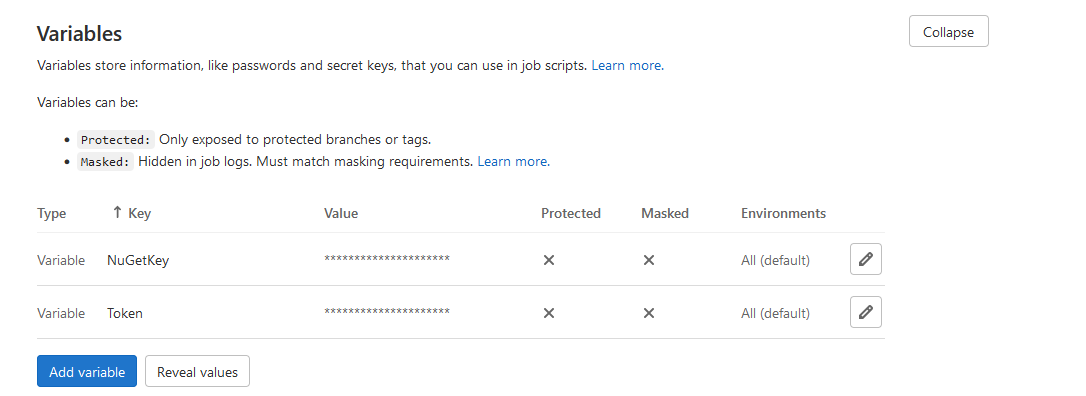 Variables
Collapse
Variables store information, like passwords and secret keys, that you can use in job scripts. Learn more.
Variables can be:
• Protected: Only exposed to protected branches or tags.
• Masked: Hidden in job logs. Must match masking requirements. Learn more.
Type ↑ Key Value Protected Masked Environments
Variable NuGetKey ********************* ✕ ✕ All (default)
Variable Token ********************* ✕ ✕ All (default)
Add variable Reveal values